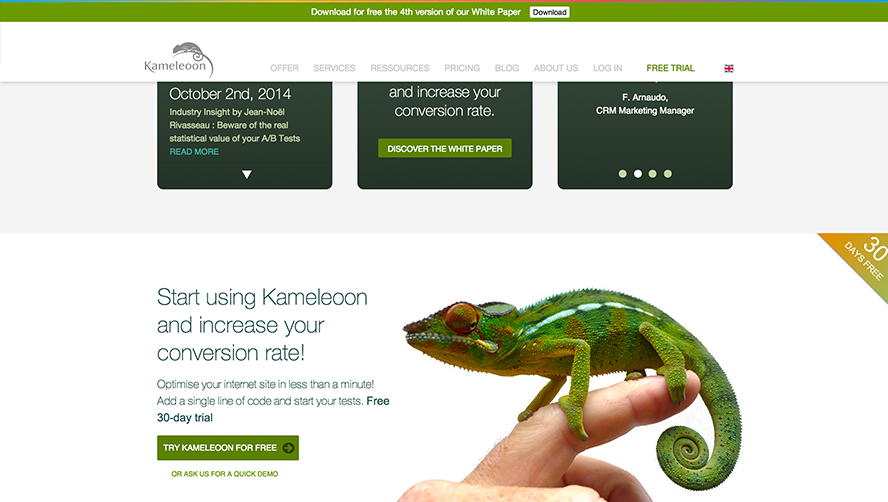 Download for free the 4th version of our White Paper Download
Kameleoon
OFFER SERVICES RESSOURCES PRICING BLOG ABOUT US LOG IN FREE TRIAL
October 2nd, 2014
Industry Insight by Jean-Noël
Rivasseau : Beware of the real
statistical value of your A/B Tests
READ MORE
and increase your
conversion rate.
DISCOVER THE WHITE PAPER
F. Arnaudo,
CRM Marketing Manager
30
DAYS FREE
Start using Kameleoon
and increase your
conversion rate!
Optimise your internet site in less than a minute!
Add a single line of code and start your tests. Free
30-day trial
TRY KAMELEOON FOR FREE
OR ASK US FOR A QUICK DEMO